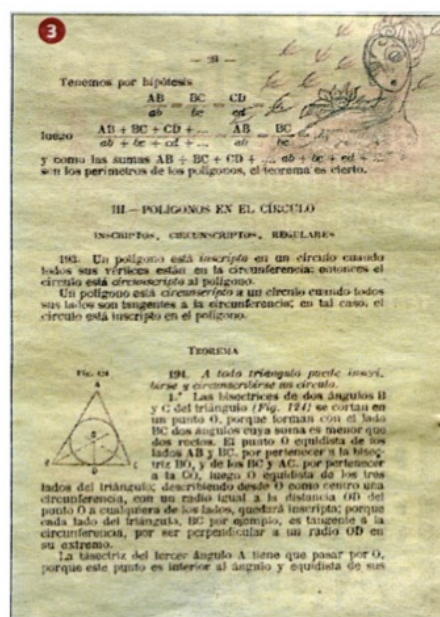 3
Tenemos por hipótesis
AB/ab = BC/bc = CD/cd =
luego AB + BC + CD + ... / ab + bc + cd + ... = AB/ab = BC/bc
y como las sumas AB + BC + CD + ... ab + bc + cd + ...
son los perímetros de los polígonos, el teorema es cierto.
III.—POLÍGONOS EN EL CÍRCULO
INSCRIPTOS, CIRCUNSCRIPTOS, REGULARES
193. Un polígono está inscripto en un círculo cuando
todos sus vértices están en la circunferencia; entonces el
círculo está circunscripto al polígono.
Un polígono está circunscripto a un círculo cuando todos
sus lados son tangentes a la circunferencia; en tal caso, el
círculo está inscripto en el polígono.
TEOREMA
Fig. 124
A
O
B
D
C
194. A todo triángulo puede inscri-
birse y circunscribirse un círculo.
1.° Las bisectrices de dos ángulos B
y C del triángulo (Fig. 124) se cortan en
un punto O, porque forman con el lado
BC dos ángulos cuya suma es menor que
dos rectos. El punto O equidista de los
lados AB y BC, por pertenecer a la bisec-
triz BO, y de los BC y AC, por pertenecer
a la CO, luego O equidista de los tres
lados del triángulo; describiendo desde O como centro una
circunferencia, con un radio igual a la distancia OD del
punto O a cualquiera de los lados, quedará inscripta; porque
cada lado del triángulo, BC por ejemplo, es tangente a la
circunferencia, por ser perpendicular a un radio OD en
su extremo.
La bisectriz del tercer ángulo A tiene que pasar por O,
porque este punto es interior al ángulo y equidista de sus